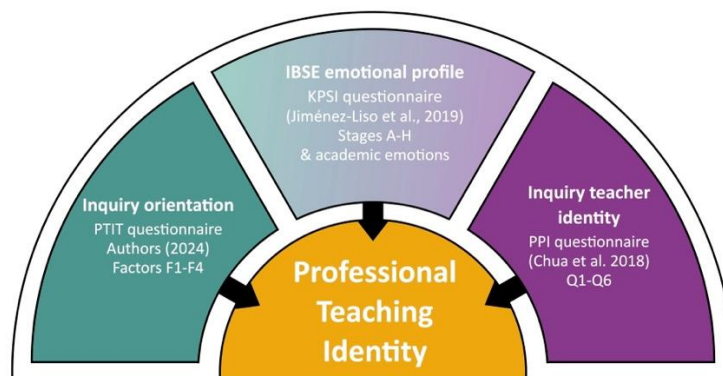 IBSE emotional profile
KPSI questionnaire
(Jiménez-Liso et al., 2019)
Stages A-H
& academic emotions
Inquiry orientation
PTIT questionnaire
Authors (2024)
Factors F1-F4
Inquiry teacher
identity
PPI questionnaire
(Chua et al. 2018)
Q1-Q6
Professional
Teaching
Identity